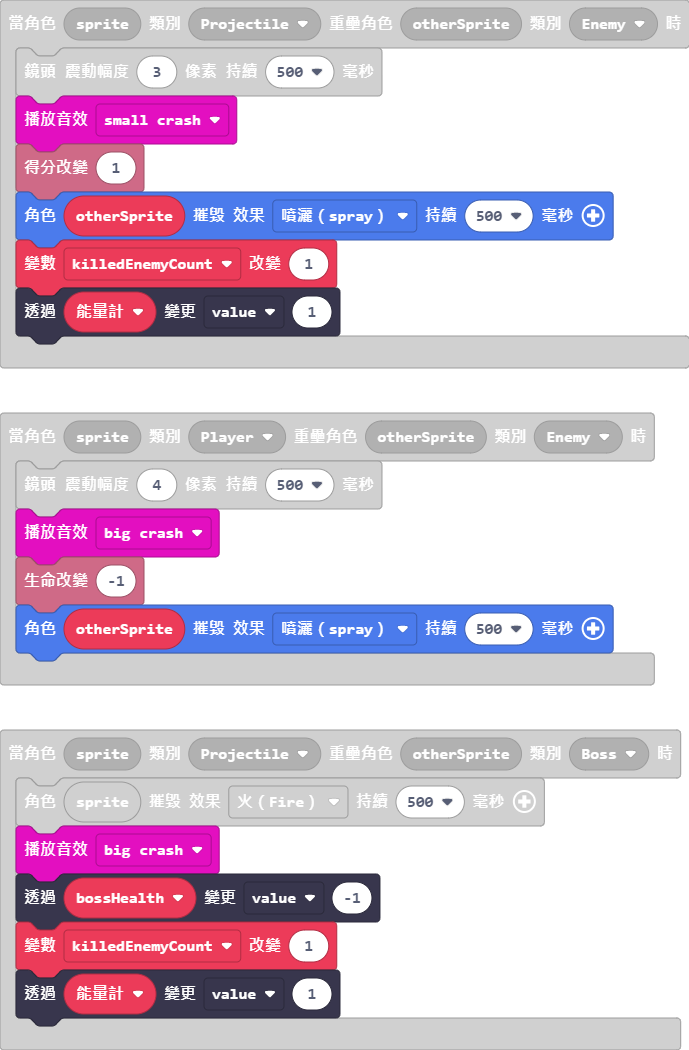 當角色 sprite 類別 Projectile 重疊角色 otherSprite 類別 Enemy 時
鏡頭 震動幅度 3 像素 持續 500 毫秒
播放音效 small crash
得分改變 1
角色 otherSprite 摧毀 效果 噴灑 ( spray ) 持續 500 毫秒
變數 killedEnemyCount 改變 1
透過 能量計 變更 value 1
當角色 sprite 類別 Player 重疊角色 otherSprite 類別 Enemy 時
鏡頭 震動幅度 4 像素 持續 500 毫秒
播放音效 big crash
生命改變 -1
角色 otherSprite 摧毀 效果 噴灑 ( spray ) 持續 500 毫秒
當角色 sprite 類別 Projectile 重疊角色 otherSprite 類別 Boss 時
角色 sprite 摧毀 效果 火 ( Fire ) 持續 500 毫秒
播放音效 big crash
透過 bossHealth 變更 value -1
變數 killedEnemyCount 改變 1
透過 能量計 變更 value 1